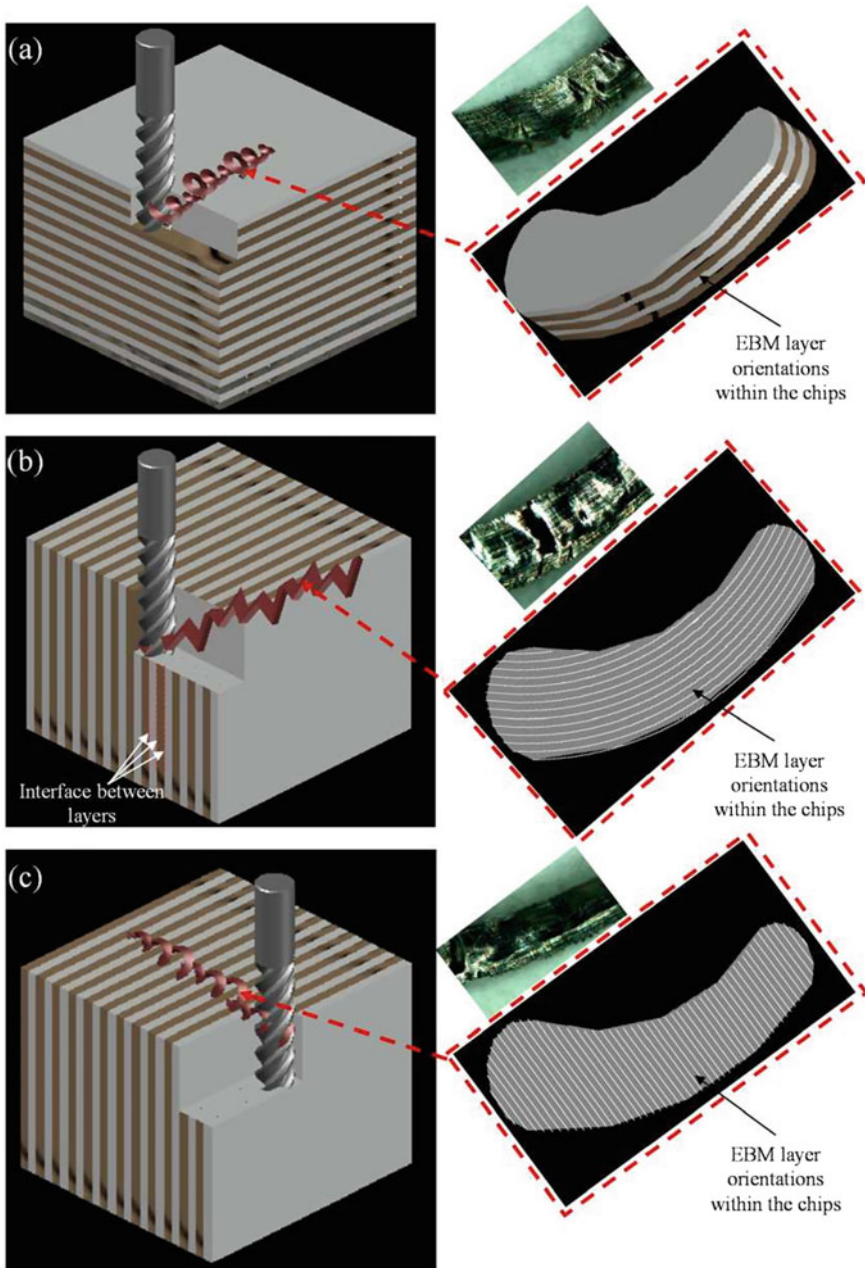 (a)
EBM layer
orientations
within the chips
(b)
Interface between
layers
EBM layer
orientations
within the chips
(c)
EBM layer
orientations
within the chips